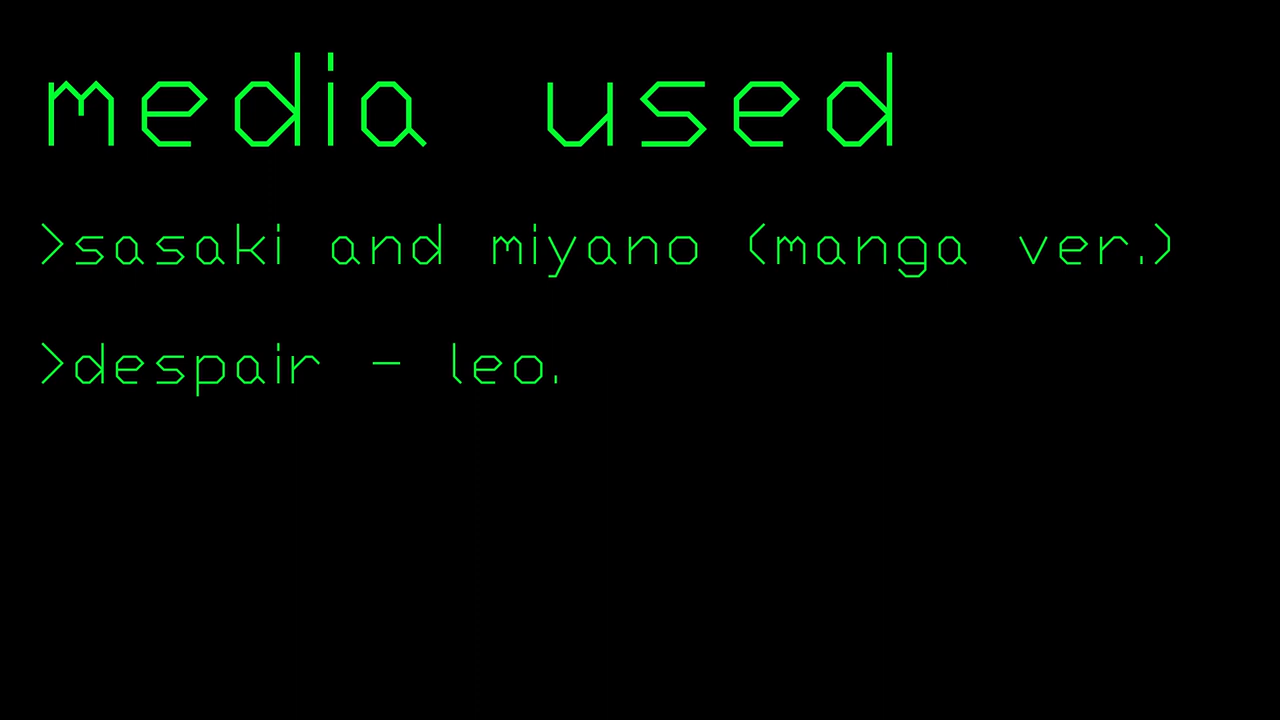 media used
>sasaki and miyano (manga ver.)
>despair - leo.